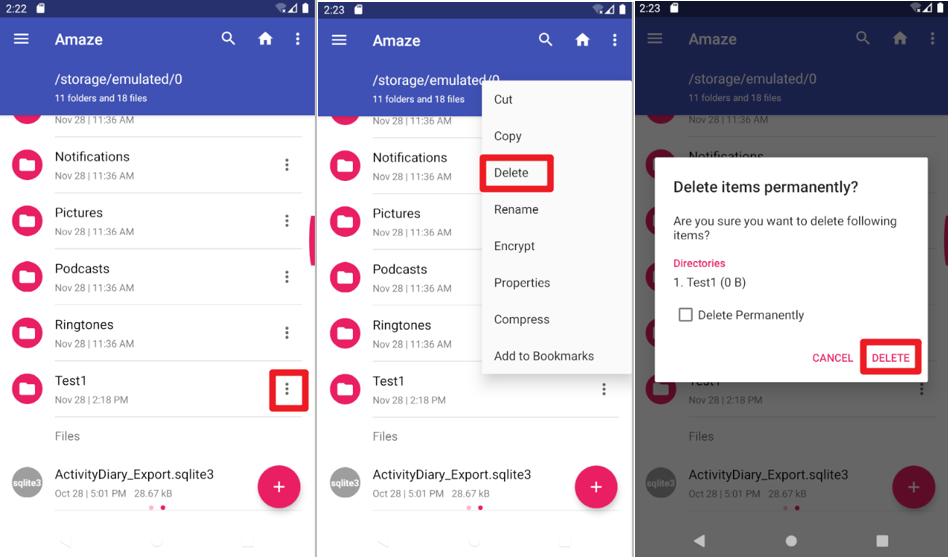 2:22
Amaze
/storage/emulated/0
11 folders and 18 files
Nov 28 | 11:36 AM
Notifications
Nov 28 | 11:36 AM
Pictures
Nov 28 | 11:36 AM
Podcasts
Nov 28 | 11:36 AM
Ringtones
Nov 28 | 11:36 AM
Test1
Nov 28 | 2:18 PM
Files
sqlite3
ActivityDiary_Export.sqlite3
Oct 28 | 5:01 PM 28.67 kB
2:23
Amaze
/storage/emulated/0
11 folders and 18 files
Nov 28 | 11:36 AM
Notifications
Nov 28 | 11:36 AM
Pictures
Nov 28 | 11:36 AM
Podcasts
Nov 28 | 11:36 AM
Ringtones
Nov 28 | 11:36 AM
Test1
Nov 28 | 2:18 PM
Files
sqlite3
ActivityDiary_Export.sqlite3
Oct 28 | 5:01 PM 28.67 kB
Cut
Copy
Delete
Rename
Encrypt
Properties
Compress
Add to Bookmarks
2:23
Amaze
/storage/emulated/0
11 folders and 18 files
Nov 28 | 11:36 AM
Notifications
Delete items permanently?
Are you sure you want to delete following
items?
Directories
1. Test1 (0 B)
Delete Permanently
CANCEL DELETE
Test1
Nov 28 | 2:18 PM
Files
sqlite3
ActivityDiary_Export.sqlite3
Oct 28 | 5:01 PM 28.67 kB